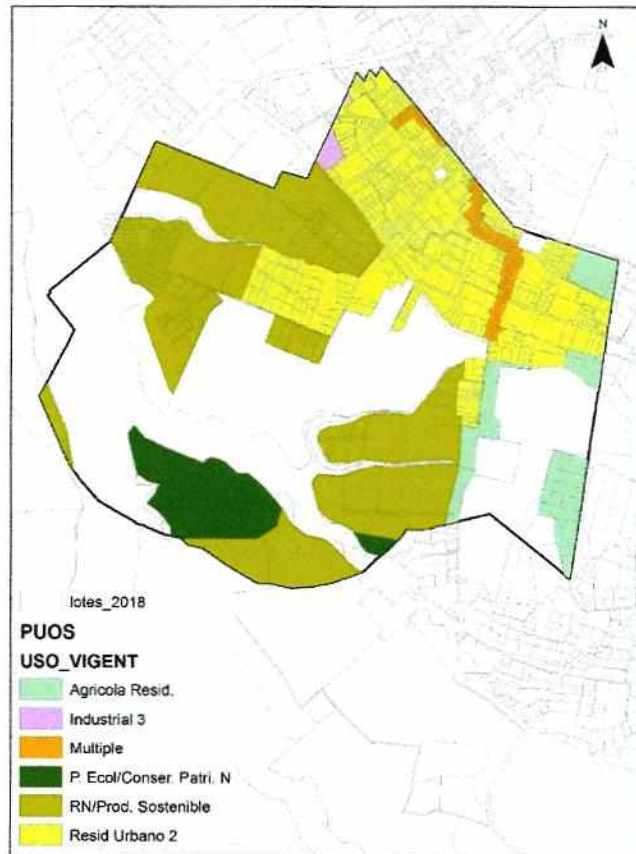 N
lotes_2018
PUOS
USO_VIGENT
Agricola Resid.
Industrial 3
Multiple
P. Ecol/Conser. Patri. N
RN/Prod. Sostenible
Resid Urbano 2